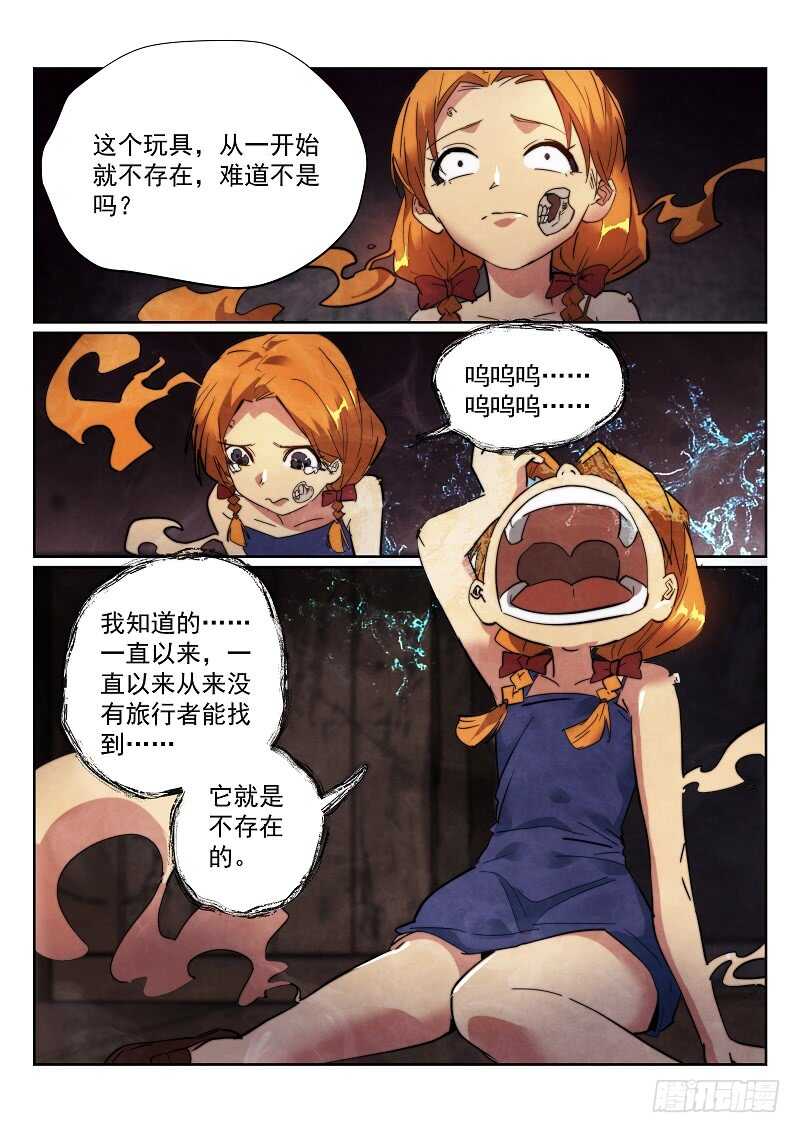 这个玩具，从一开始
就不存在，难道不是
吗？
呜呜呜……
呜呜呜……
我知道的……
一直以来，一
直以来从来没
有旅行者能找
到……
它就是
不存在
的。
腾讯动漫